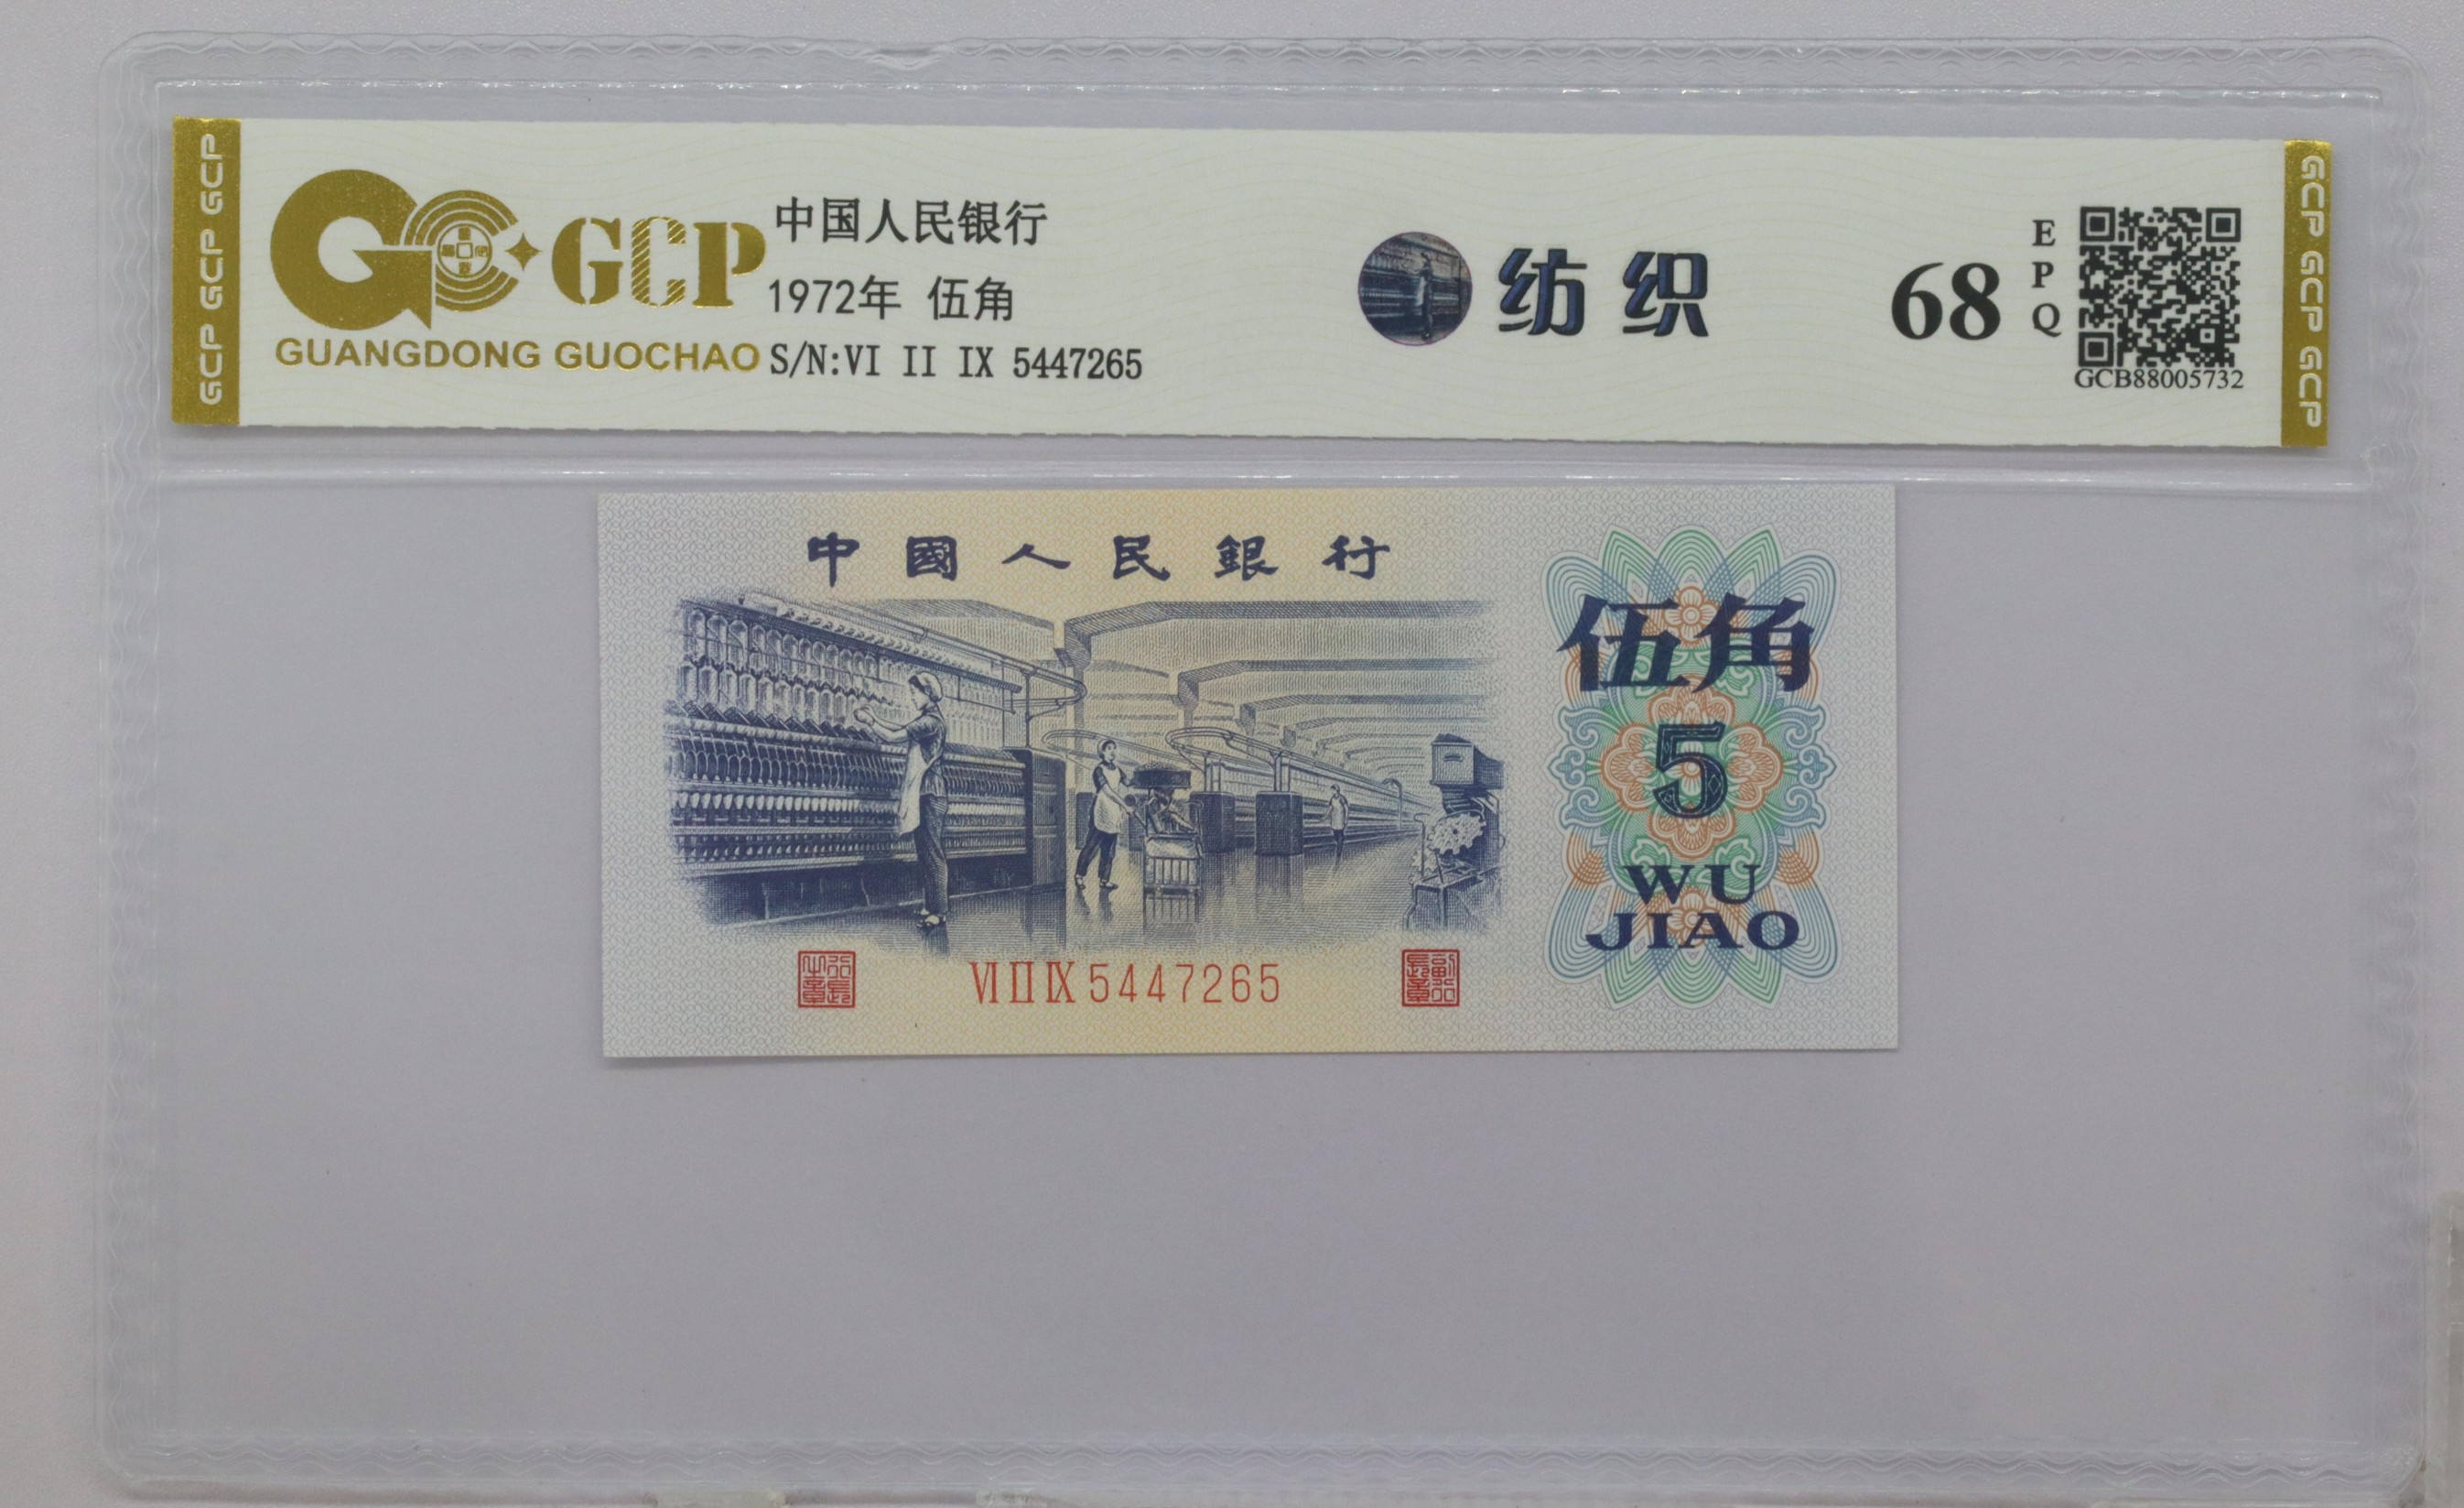 GCP GCP GCP
GCP
GUANGDONG GUOCHAO
中国人民银行
1972年 伍角
S/N:VI II IX 5447265
纺织
68
EPQ
GCB88005732
GCP GCP GCP
中國人民銀行
伍角
5
WU
JIAO
VI II IX 5447265